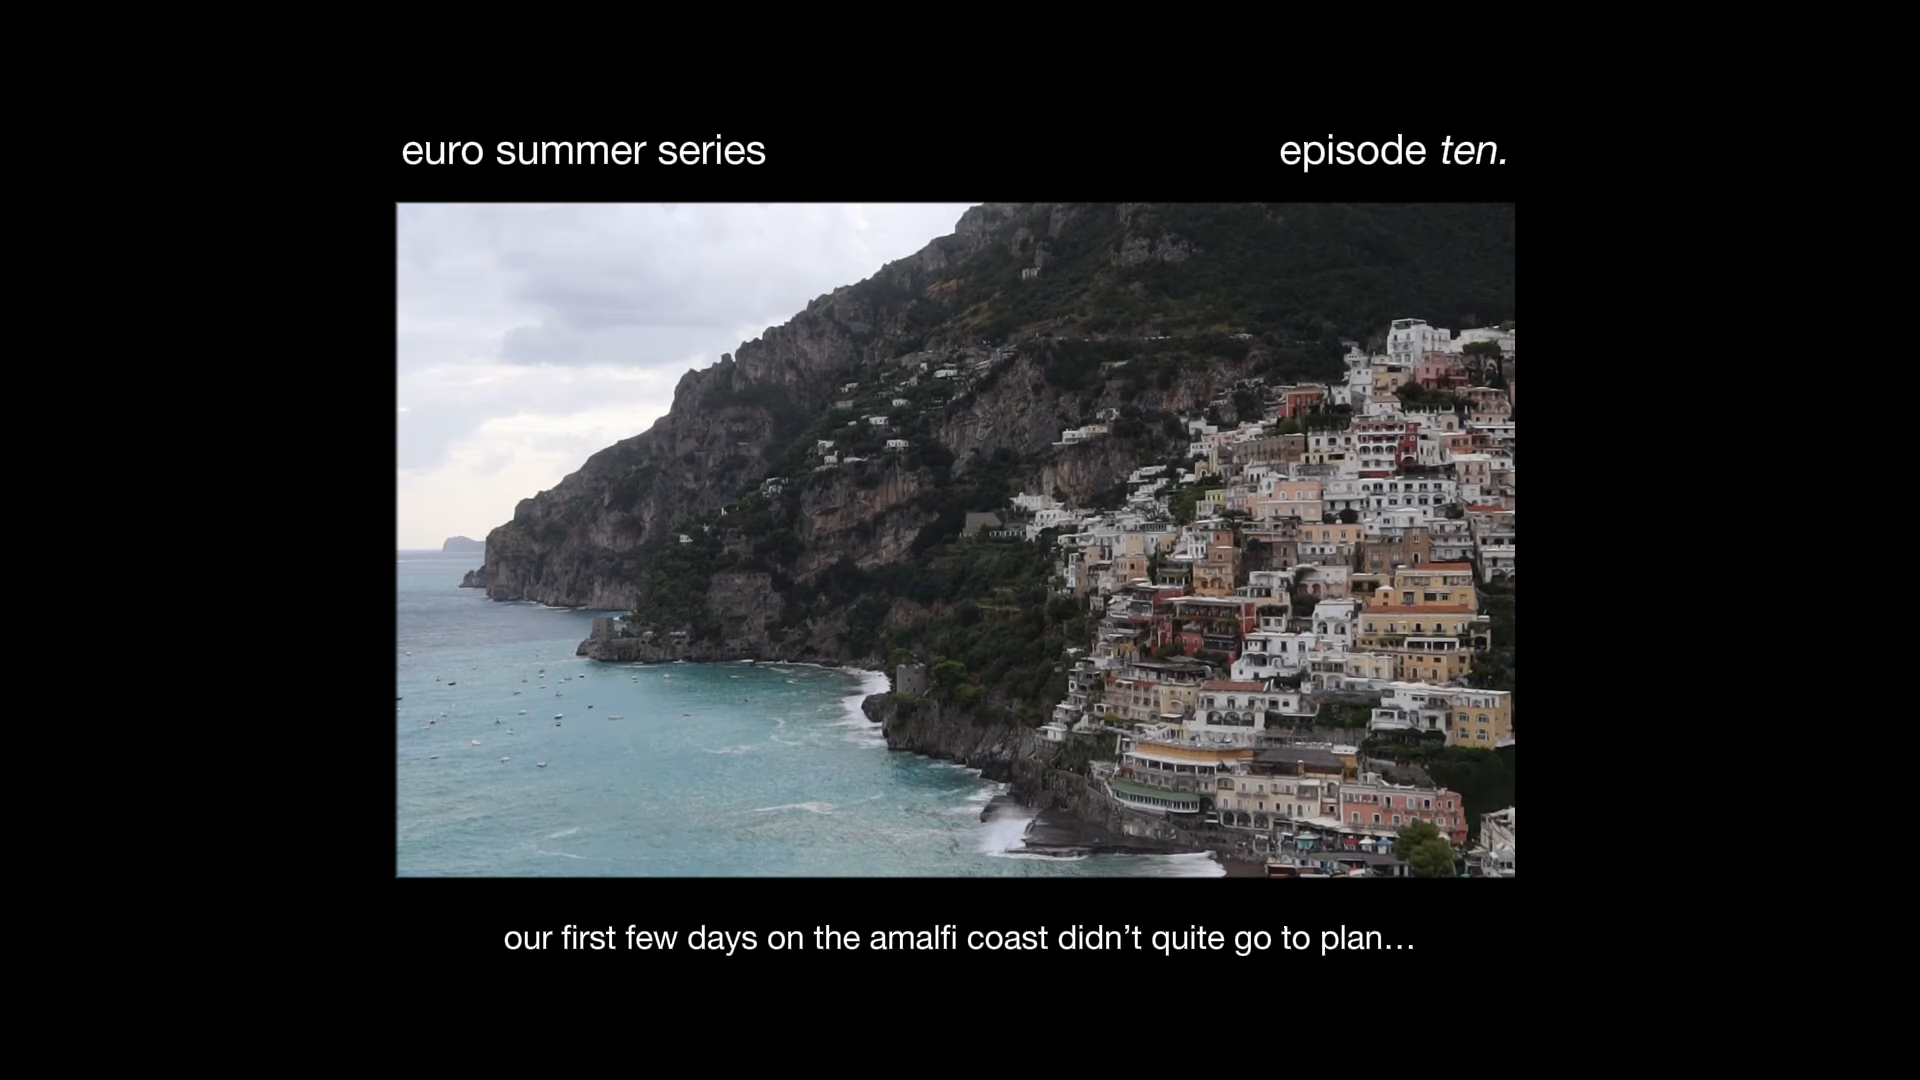 euro summer series
episode ten.
our first few days on the amalfi coast didn’t quite go to plan…